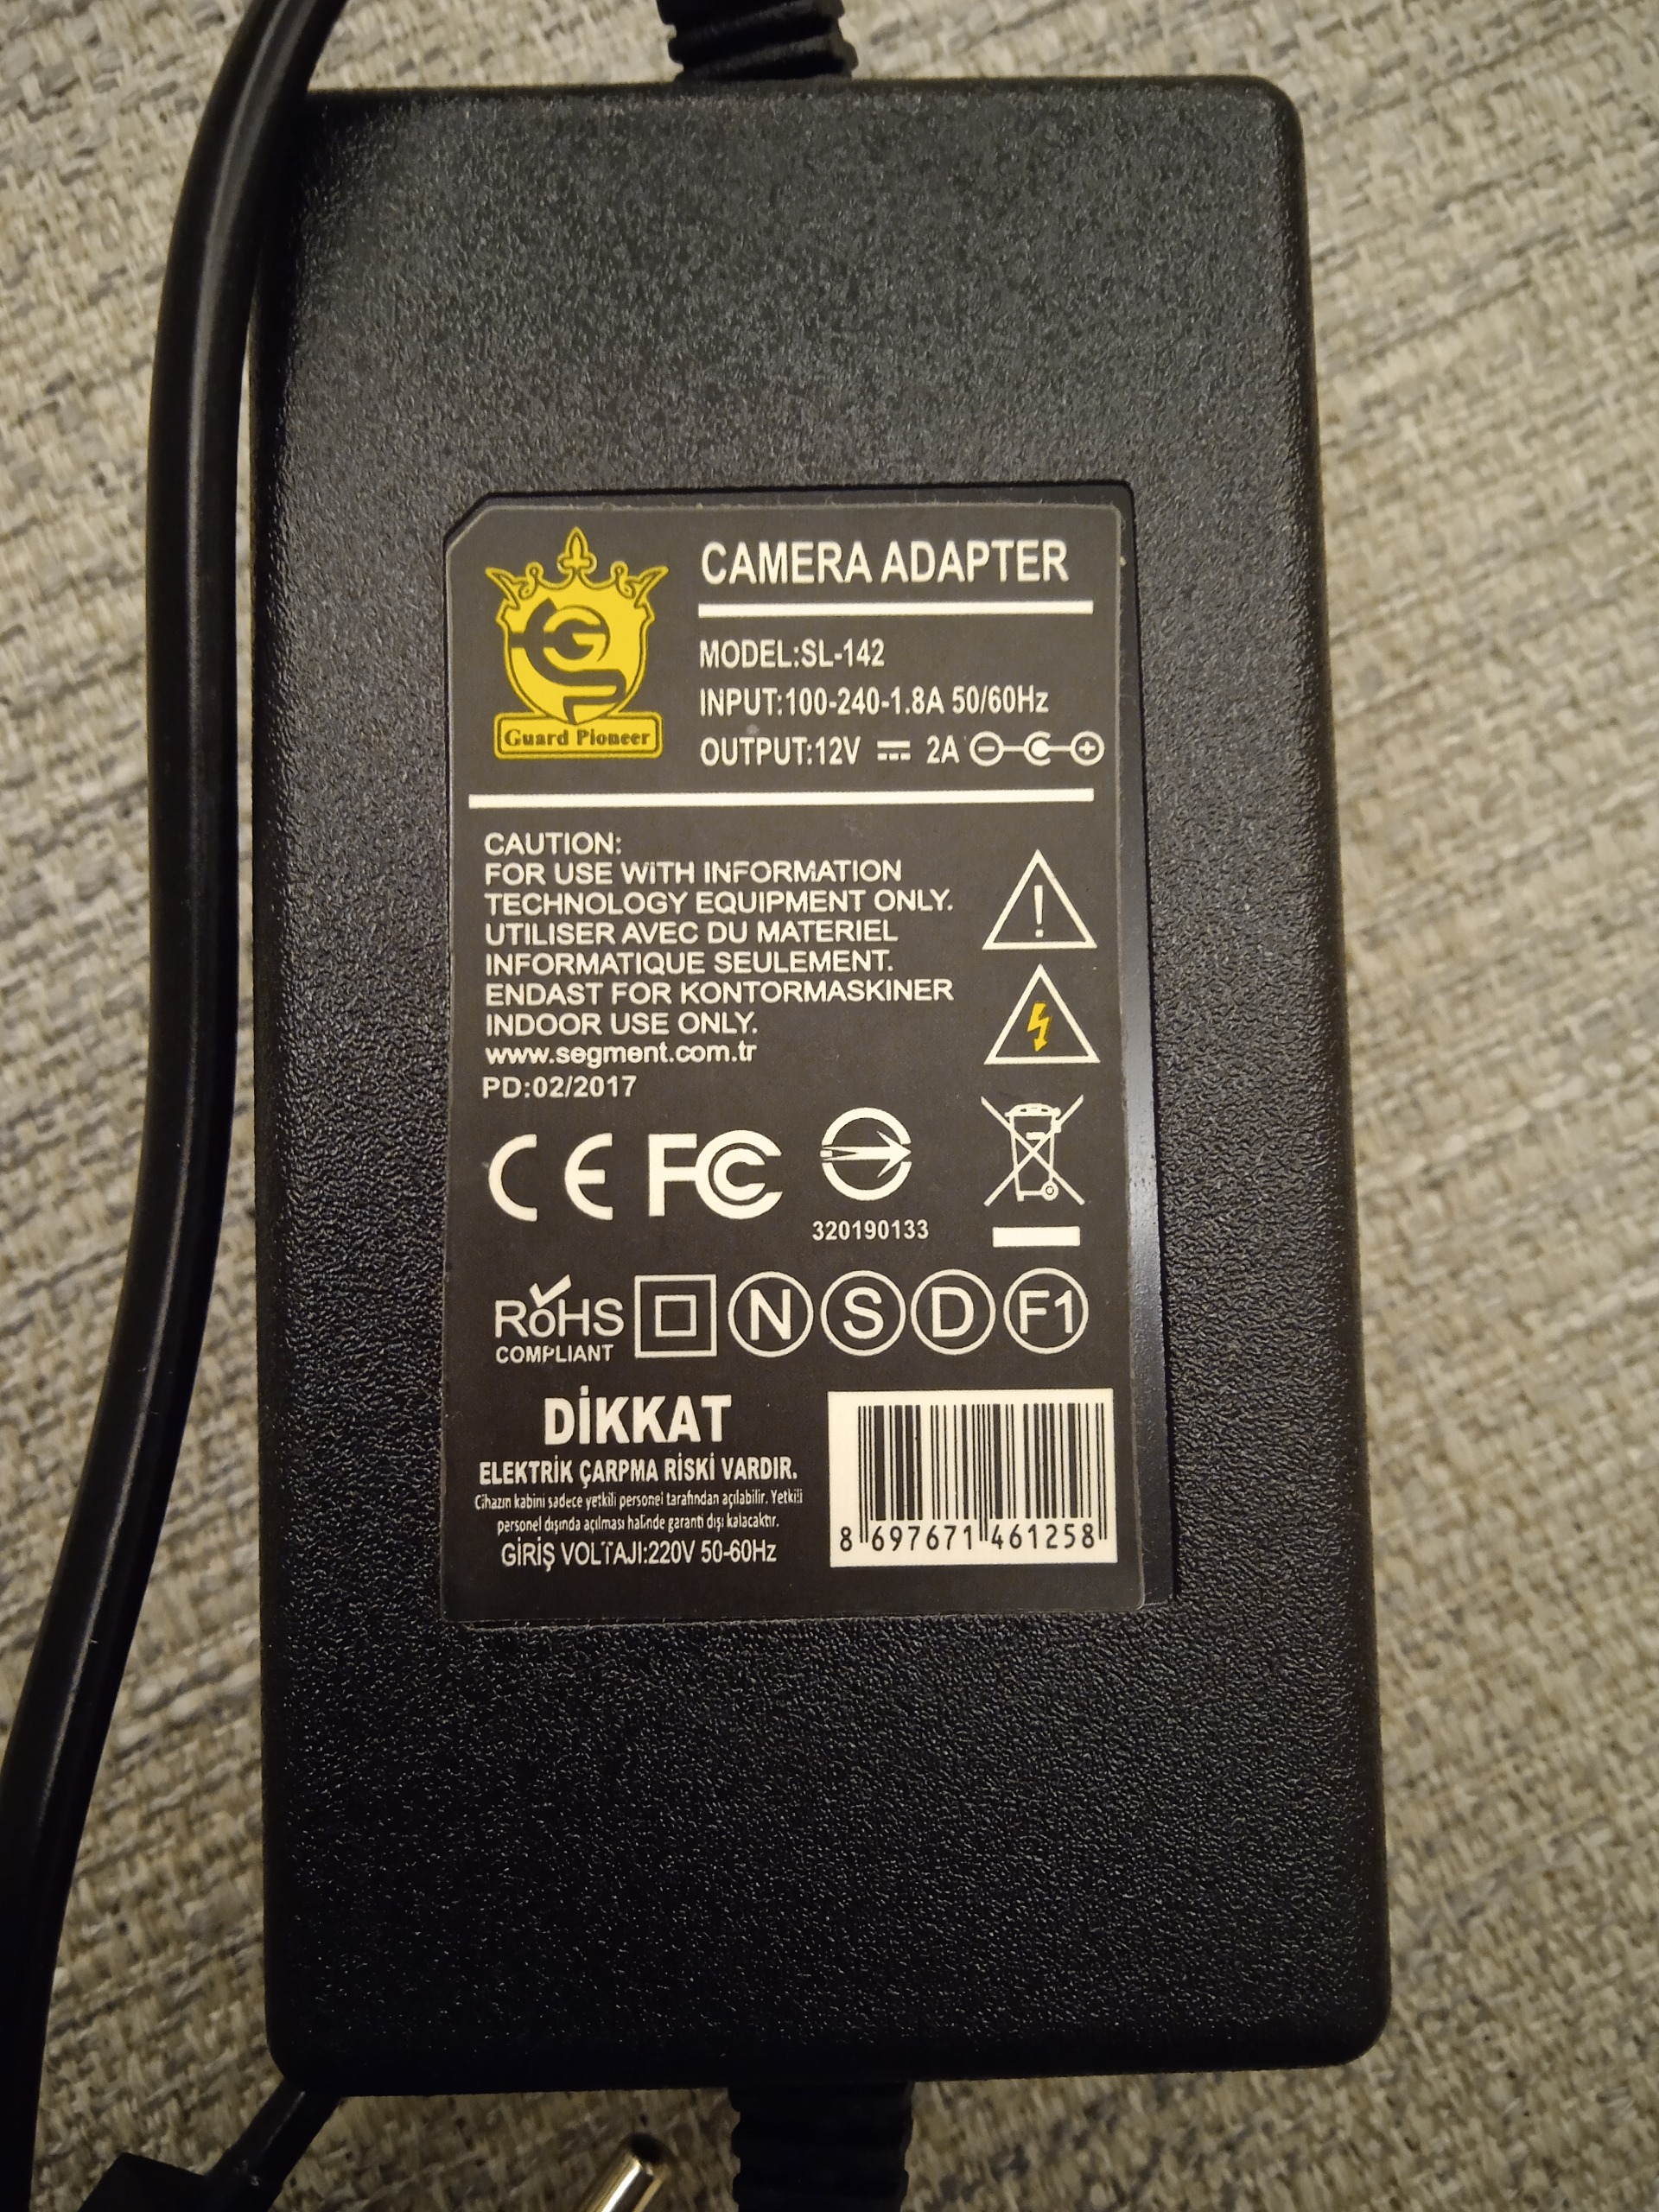 Guard Pioneer
CAMERA ADAPTER
MODEL:SL-142
INPUT:100-240-1.8A 50/60Hz
OUTPUT:12V ⎓ 2A
CAUTION:
FOR USE WITH INFORMATION
TECHNOLOGY EQUIPMENT ONLY.
UTILISER AVEC DU MATERIEL
INFORMATIQUE SEULEMENT.
ENDAST FOR KONTORMASKINER
INDOOR USE ONLY.
www.segment.com.tr
PD:02/2017
CE FC
320190133
RoHS
COMPLIANT
N S D F1
DİKKAT
ELEKTRİK ÇARPMA RİSKİ VARDIR.
Cihazın kabini sadece yetkili personel tarafından açılabilir. Yetkili
personel dışında açılması halinde garanti dışı kalacaktır.
GİRİŞ VOLTAJI:220V 50-60Hz
8 697671 461258